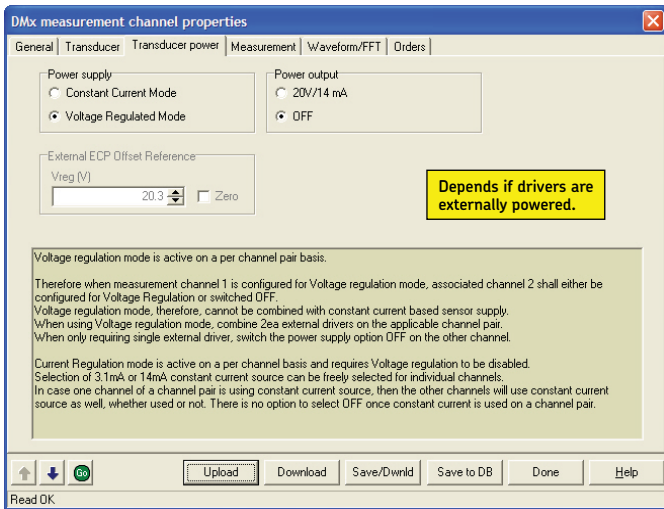 DMx measurement channel properties
General
Transducer
Transducer power
Measurement
Waveform/FFT
Orders
Power supply
Constant Current Mode
Voltage Regulated Mode
Power output
20V/14 mA
OFF
External ECP Offset Reference
Vreg (V)
20.3
Zero
Depends if drivers are
externally powered.
Voltage regulation mode is active on a per channel pair basis.
Therefore when measurement channel 1 is configured for Voltage regulation mode, associated channel 2 shall either be
configured for Voltage Regulation or switched OFF.
Voltage regulation mode, therefore, cannot be combined with constant current based sensor supply.
When using Voltage regulation mode, combine 2ea external drivers on the applicable channel pair.
When only requiring single external driver, switch the power supply option OFF on the other channel.
Current Regulation mode is active on a per channel basis and requires Voltage regulation to be disabled.
Selection of 3.1mA or 14mA constant current source can be freely selected for individual channels.
In case one channel of a channel pair is using constant current source, then the other channels will use constant current
source as well, whether used or not. There is no option to select OFF once constant current is used on a channel pair.
Go
Upload
Download
Save/Dwnld
Save to DB
Done
Help
Read OK